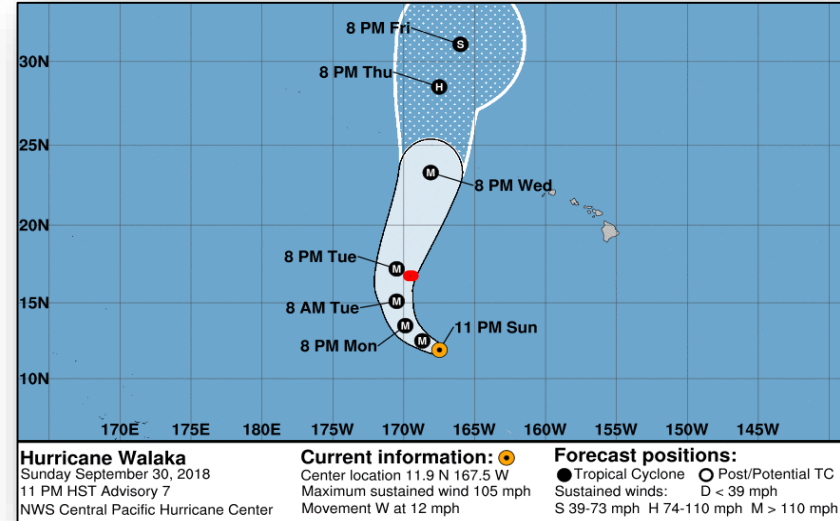 8 PM Fri
S
30N
8 PM Thu
H
25N
M
8 PM Wed
20N
8 PM Tue
M
15N
8 AM Tue
M
M
11 PM Sun
8 PM Mon
M
10N
170E 175E 180E 175W 170W 165W 160W 155W 150W 145W
Hurricane Walaka
Sunday September 30, 2018
11 PM HST Advisory 7
NWS Central Pacific Hurricane Center
Current information:
Center location 11.9 N 167.5 W
Maximum sustained wind 105 mph
Movement W at 12 mph
Forecast positions:
Tropical Cyclone Post/Potential TC
Sustained winds: D < 39 mph
S 39-73 mph H 74-110 mph M > 110 mph